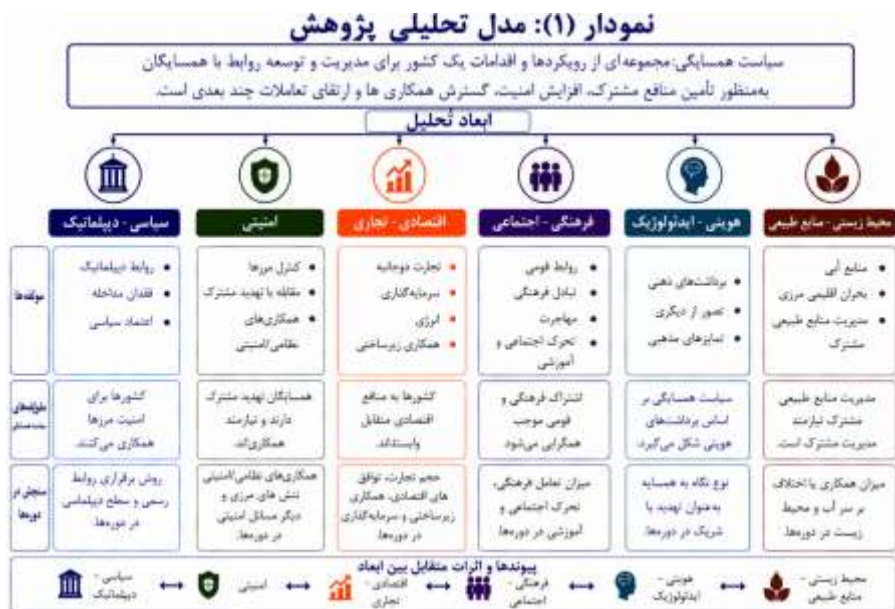 نمودار (۱): مدل تحلیلی پژوهش
سیاست همسایگی: مجموعه‌ای از رویکردها و اقدامات یک کشور برای مدیریت و توسعه روابط با همسایگان
به‌منظور تأمین منافع مشترک، افزایش امنیت، گسترش همکاری ها و ارتقای تعاملات چند بعدی است.
ابعاد تحلیل
سیاسی - دیپلماتیک
امنیتی
اقتصادی - تجاری
فرهنگی - اجتماعی
هویتی - ایدئولوژیک
محیط زیستی - منابع طبیعی
مولفه‌ها
روابط دیپلماتیک
فقدان مداخله
اعتماد سیاسی
کنترل مرزها
مقابله با تهدید مشترک
همکاری‌های
نظامی/امنیتی
تجارت دوجانبه
سرمایه‌گذاری
انرژی
همکاری زیرساختی
روابط قومی
تبادل فرهنگی
مهاجرت
تحرک اجتماعی و
آموزشی
برداشت‌های ذهنی
تصور از دیگری
تمایزهای مذهبی
منابع آبی
بحران اقلیمی مرزی
مدیریت منابع طبیعی
مشترک
کشورها برای
امنیت مرزها
همکاری می‌کنند.
همسایگان تهدید مشترک
دارند و نیازمند
همکاری‌اند.
کشورها به منافع
اقتصادی متقابل
وابسته‌اند.
اشتراک فرهنگی و
قومی موجب
همگرایی می‌شود.
سیاست همسایگی بر
اساس برداشت‌های
هویتی شکل می‌گیرد.
مدیریت منابع طبیعی
مشترک نیازمند
مدیریت مشترک است.
سنجش در
دوره‌ها
روش برقراری روابط
رسمی و سطح دیپلماسی
در دوره‌ها.
همکاری‌های نظامی/امنیتی
تنش های مرزی و
دیگر مسائل امنیتی
در دوره‌ها.
حجم تجارت، توافق
های اقتصادی، همکاری
زیرساختی و سرمایه‌گذاری
در دوره‌ها.
میزان تعامل فرهنگی،
تحرک اجتماعی و
آموزشی در دوره‌ها.
نوع نگاه به همسایه
به‌عنوان تهدید یا
شریک در دوره‌ها.
میزان همکاری یا اختلاف
بر سر آب و محیط
زیست در دوره‌ها.
پیوندها و اثرات متقابل بین ابعاد
سیاسی -
دیپلماتیک
امنیتی
اقتصادی -
تجاری
فرهنگی -
اجتماعی
هویتی -
ایدئولوژیک
محیط زیستی -
منابع طبیعی